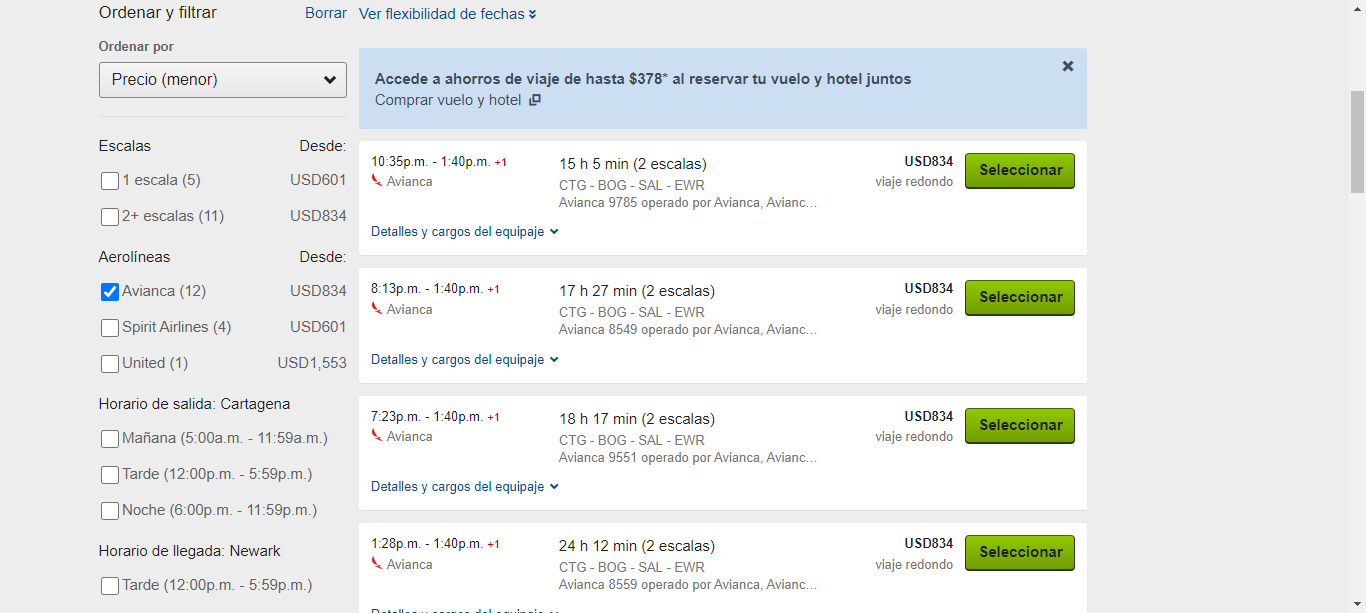 Ordenar y filtrar
Borrar
Ordenar por
Precio (menor)
Escalas
Desde:
1 escala (5)
USD601
2+ escalas (11)
USD834
Aerolíneas
Desde:
Avianca (12)
USD834
Spirit Airlines (4)
USD601
United (1)
USD1,553
Horario de salida: Cartagena
Mañana (5:00a.m. - 11:59a.m.)
Tarde (12:00p.m. - 5:59p.m.)
Noche (6:00p.m. - 11:59p.m.)
Horario de llegada: Newark
Tarde (12:00p.m. - 5:59p.m.)
Ver flexibilidad de fechas
Accede a ahorros de viaje de hasta $378* al reservar tu vuelo y hotel juntos
Comprar vuelo y hotel
10:35p.m. - 1:40p.m. +1
Avianca
15 h 5 min (2 escalas)
CTG - BOG - SAL - EWR
Avianca 9785 operado por Avianca, Avianc...
USD834
viaje redondo
Seleccionar
Detalles y cargos del equipaje
8:13p.m. - 1:40p.m. +1
Avianca
17 h 27 min (2 escalas)
CTG - BOG - SAL - EWR
Avianca 8549 operado por Avianca, Avianc...
USD834
viaje redondo
Seleccionar
Detalles y cargos del equipaje
7:23p.m. - 1:40p.m. +1
Avianca
18 h 17 min (2 escalas)
CTG - BOG - SAL - EWR
Avianca 9551 operado por Avianca, Avianc...
USD834
viaje redondo
Seleccionar
Detalles y cargos del equipaje
1:28p.m. - 1:40p.m. +1
Avianca
24 h 12 min (2 escalas)
CTG - BOG - SAL - EWR
Avianca 8559 operado por Avianca, Avianc...
USD834
viaje redondo
Seleccionar
Detalles y cargos del equipaje